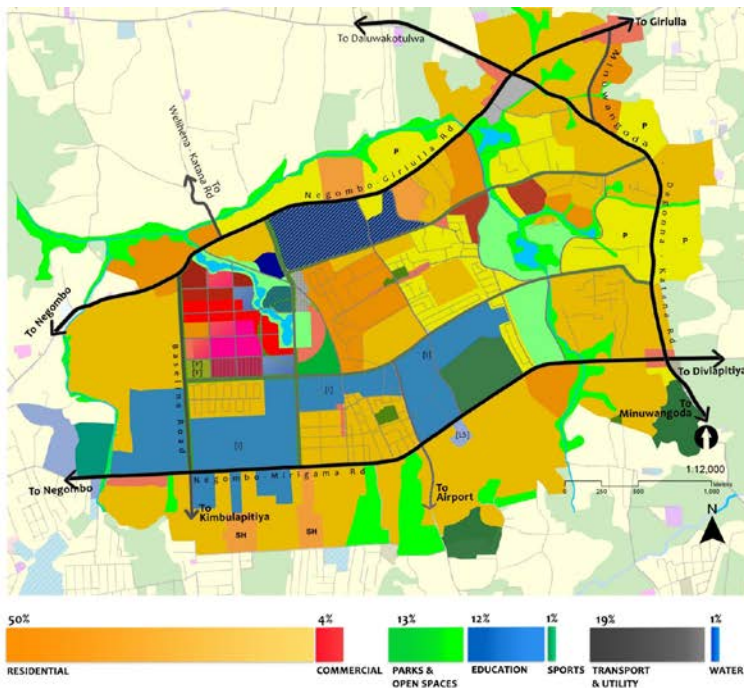 To Giriulla
To Daluwakotulwa
Minuwangoda
P
Welihena - Katana Rd
To
P
Negombo Giriulla Rd
Dagonna - Katana Rd
P
P
To Negombo
Baseline Road
[I]
[I]
To Divlapitiya
To
Minuwangoda
[I]
[LS]
1:12,000
To Negombo
Negombo - Mirigama Rd
To
Airport
To
Kimbulapitiya
SH
SH
N
50%
4%
13%
12%
1%
19%
1%
RESIDENTIAL
COMMERCIAL
PARKS &
OPEN SPACES
EDUCATION
SPORTS
TRANSPORT
& UTILITY
WATER